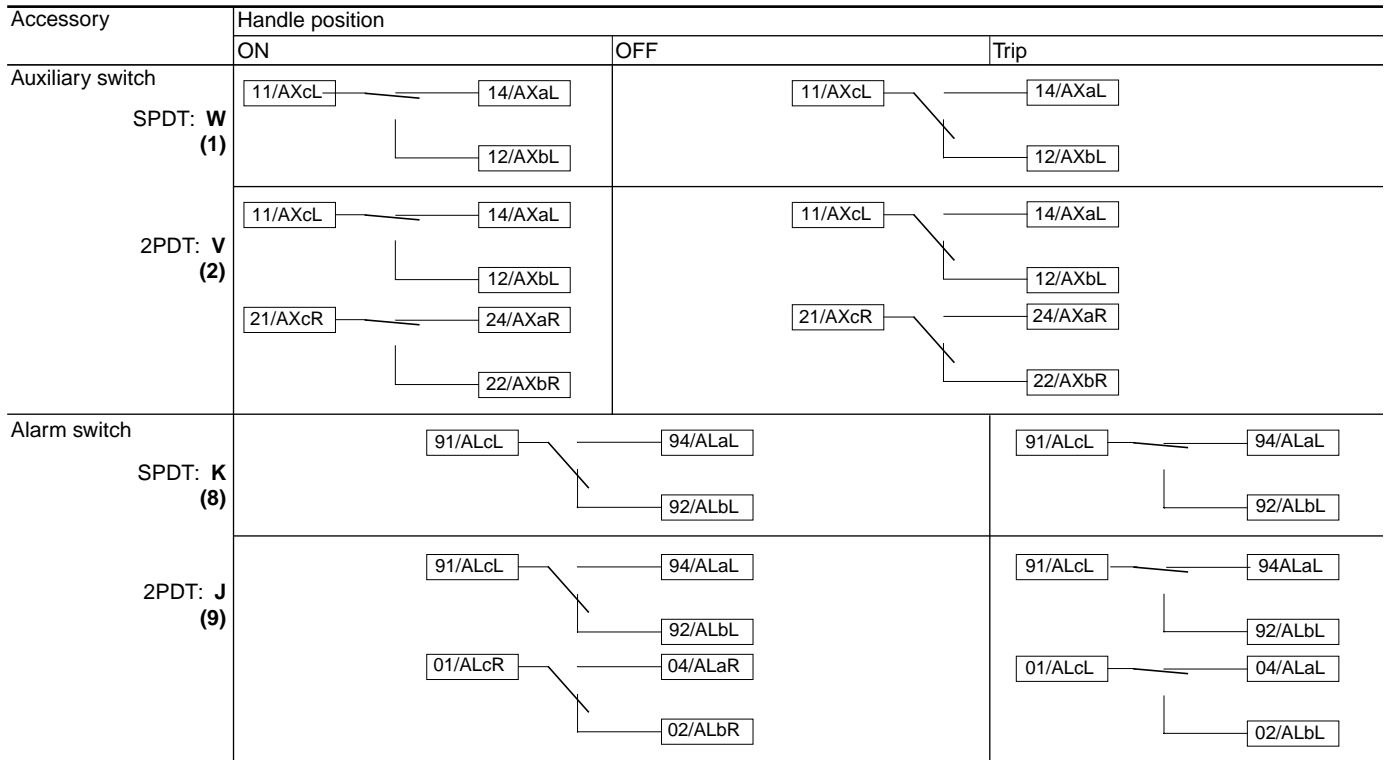 Accessory Handle position
ON OFF Trip
Auxiliary switch
11/AXcL 14/AXaL 11/AXcL 14/AXaL
SPDT: W
(1)
12/AXbL 12/AXbL
11/AXcL 14/AXaL 11/AXcL 14/AXaL
2PDT: V
(2)
12/AXbL 12/AXbL
21/AXcR 24/AXaR 21/AXcR 24/AXaR
22/AXbR 22/AXbR
Alarm switch
91/ALcL 94/ALaL 91/ALcL 94/ALaL
SPDT: K
(8)
92/ALbL 92/ALbL
91/ALcL 94/ALaL 91/ALcL 94ALaL
2PDT: J
(9)
92/ALbL 92/ALbL
01/ALcR 04/ALaR 01/ALcL 04/ALaL
02/ALbR 02/ALbL